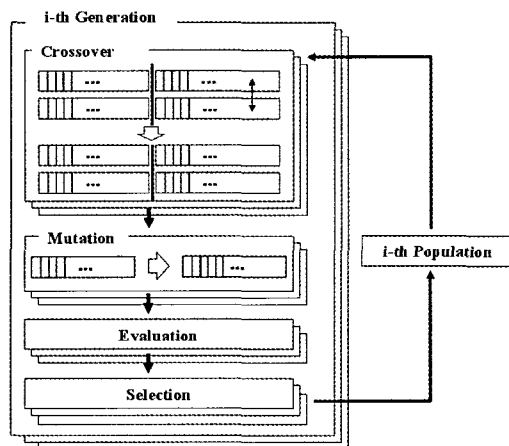 i-th Generation
Crossover
... ...
... ...
... ...
... ...
Mutation
... ...
i-th Population
Evaluation
Selection